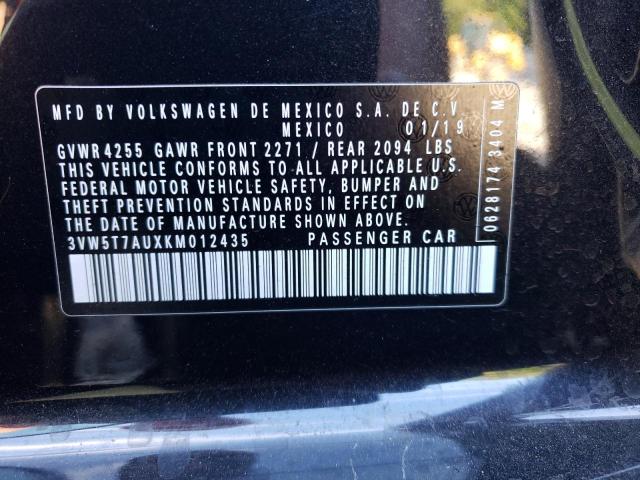 MFD BY VOLKSWAGEN DE MEXICO S.A. DE C.V
MEXICO 01/19
GVWR 4255 GAWR FRONT 2271 / REAR 2094 LBS
THIS VEHICLE CONFORMS TO ALL APPLICABLE U.S.
FEDERAL MOTOR VEHICLE SAFETY, BUMPER AND
THEFT PREVENTION STANDARDS IN EFFECT ON
THE DATE OF MANUFACTURE SHOWN ABOVE.
3VW5T7AUXKM012435 PASSENGER CAR
0628174 3404 M